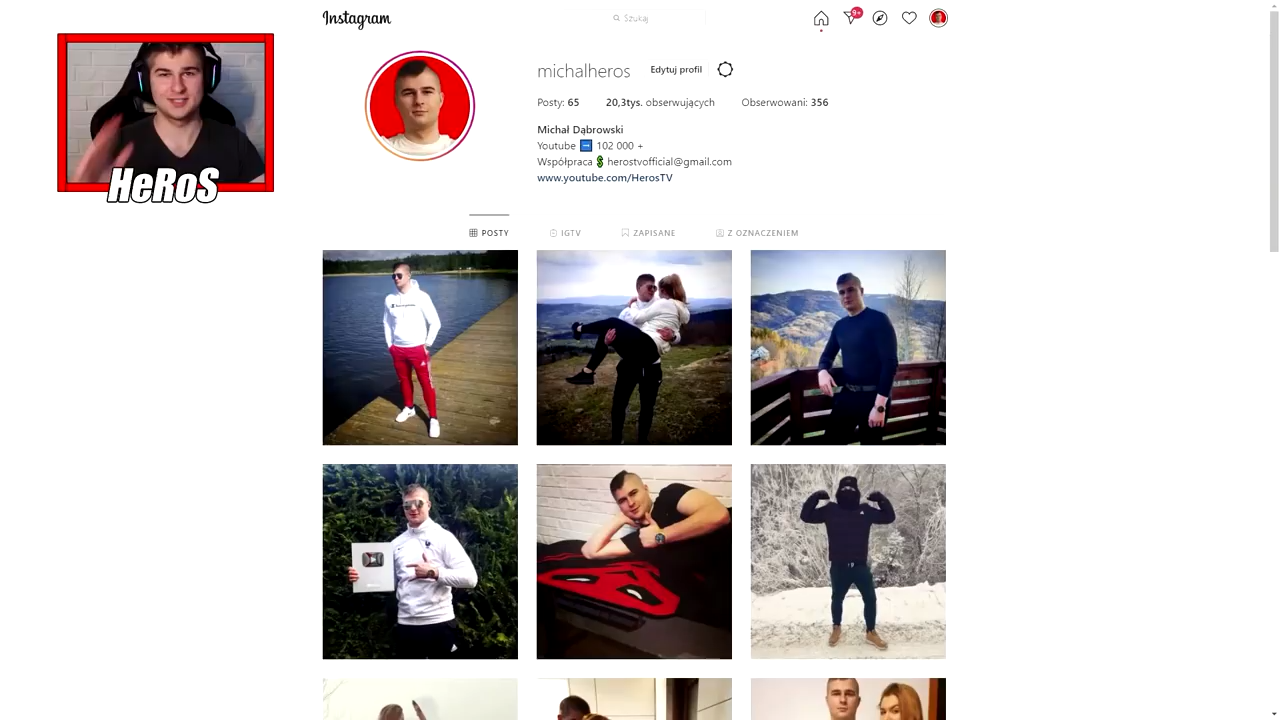 Instagram
Szukaj
9+
HeRoS
michalheros Edytuj profil
Posty: 65 20,3tys. obserwujących Obserwowani: 356
Michał Dąbrowski
Youtube ➡ 102 000 +
Współpraca 💲 herostvofficial@gmail.com
www.youtube.com/HerosTV
POSTY IGTV ZAPISANE Z OZNACZENIEM